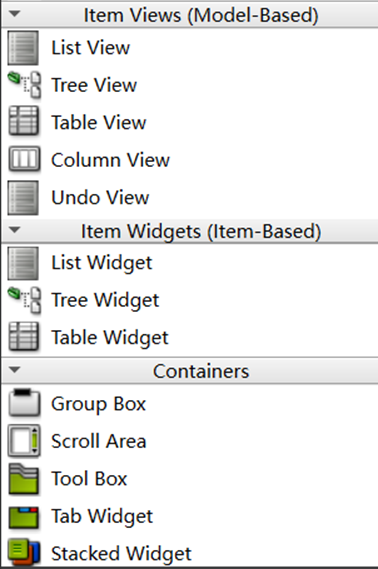 Item Views (Model-Based)
List View
Tree View
Table View
Column View
Undo View
Item Widgets (Item-Based)
List Widget
Tree Widget
Table Widget
Containers
Group Box
Scroll Area
Tool Box
Tab Widget
Stacked Widget